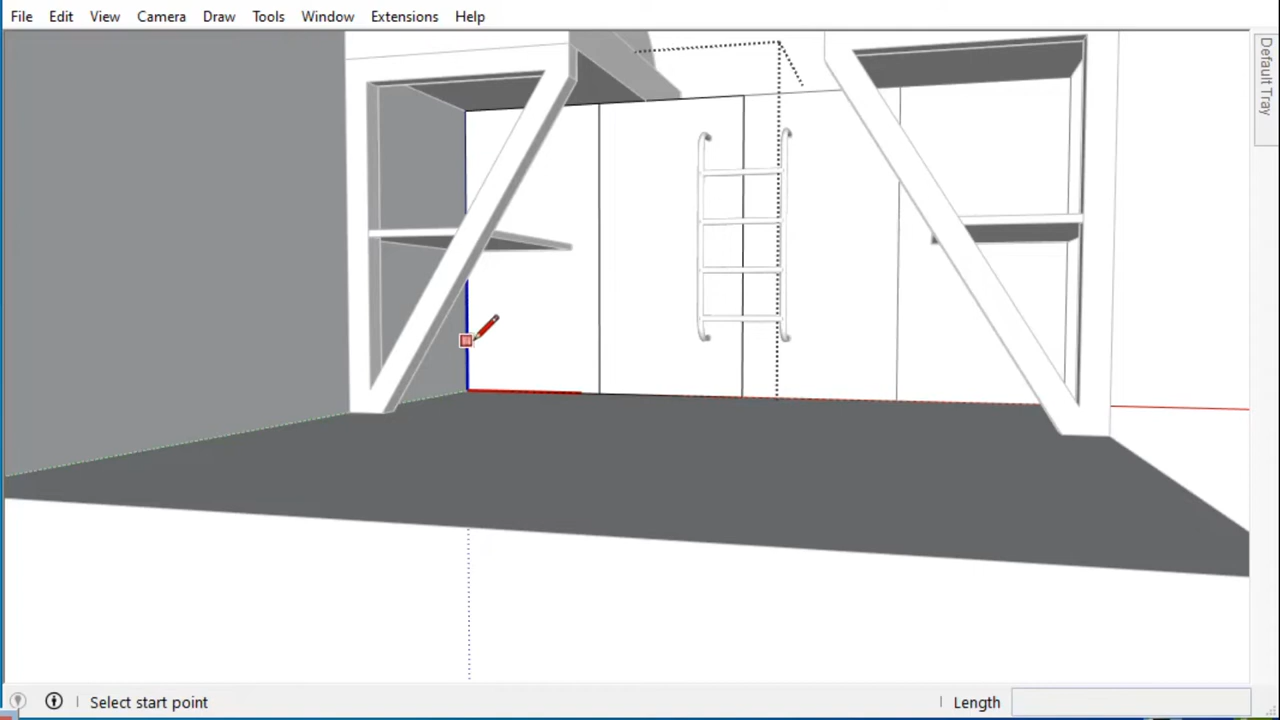 File Edit View Camera Draw Tools Window Extensions Help
Default Tray
Select start point
Length